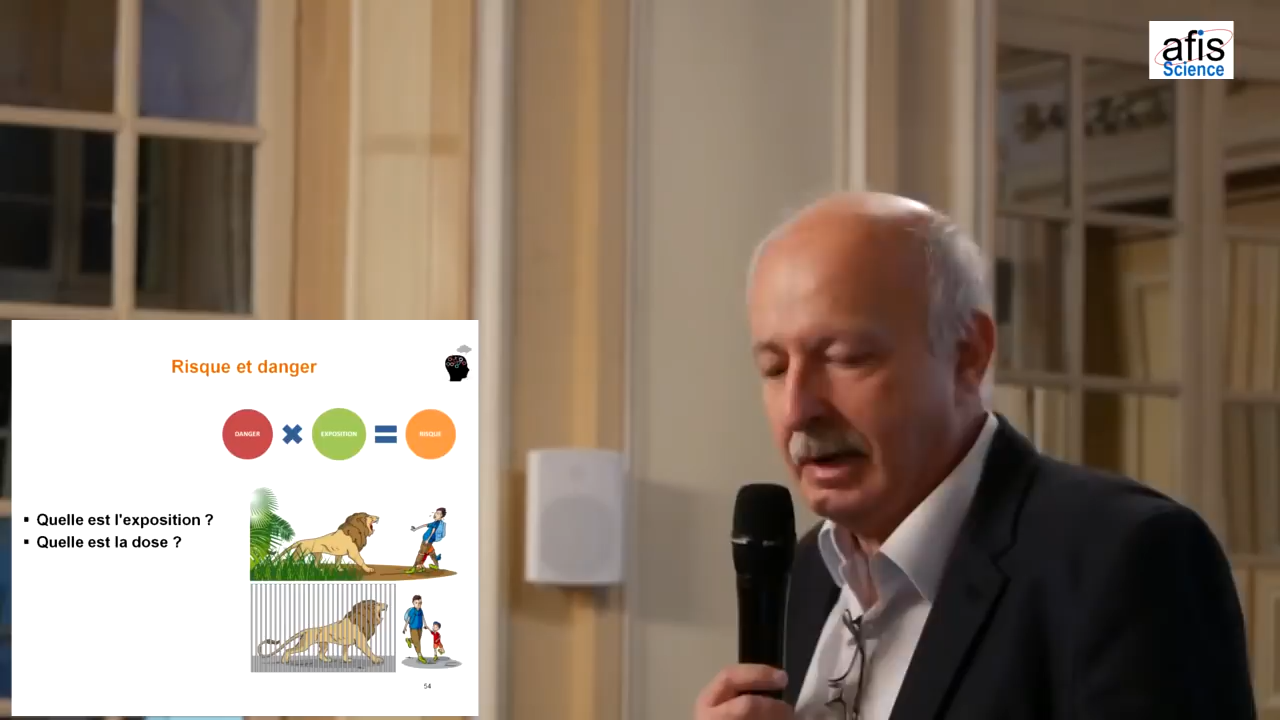 afis
Science
Risque et danger
DANGER
EXPOSITION
RISQUE
▪ Quelle est l'exposition ?
▪ Quelle est la dose ?
54